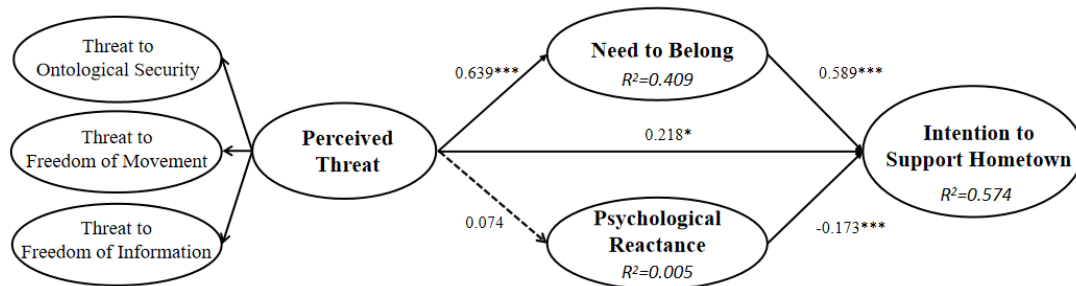 Threat to
Ontological Security
Threat to
Freedom of Movement
Threat to
Freedom of Information
Perceived
Threat
0.639***
0.218*
0.074
Need to Belong
R²=0.409
Psychological
Reactance
R²=0.005
0.589***
-0.173***
Intention to
Support Hometown
R²=0.574